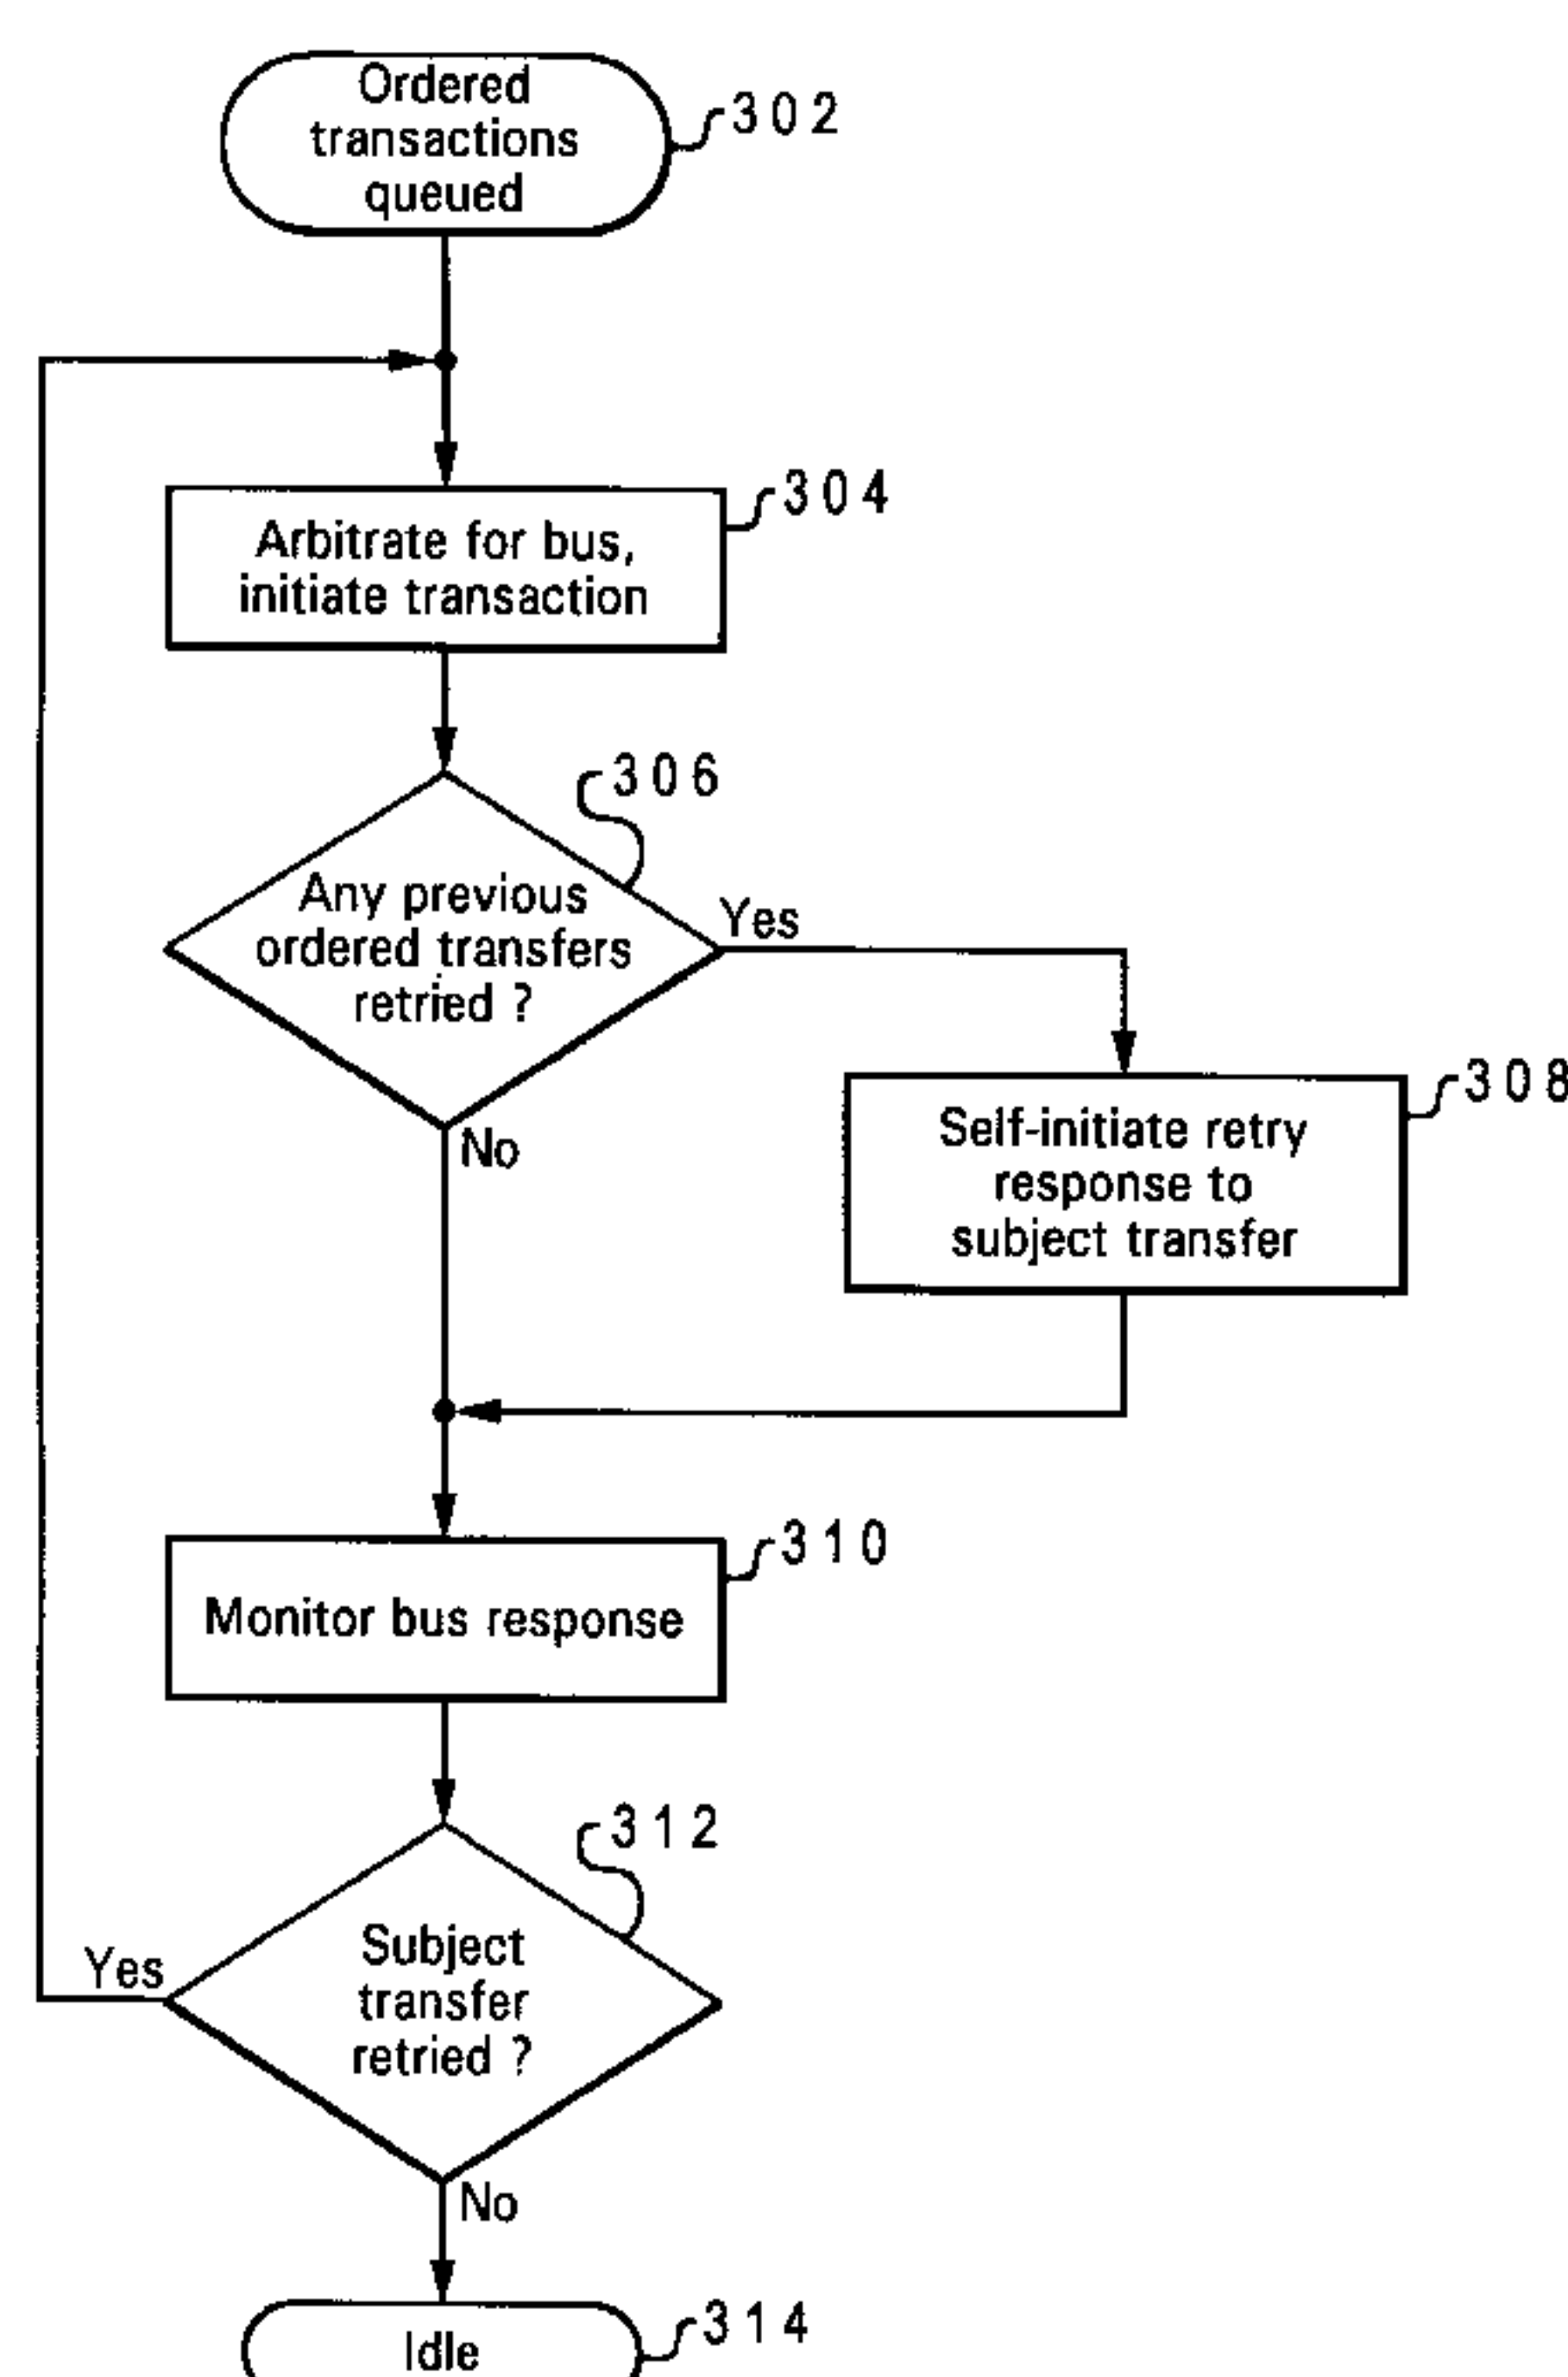 Ordered
transactions
queued
302
304
Arbitrate for bus,
initiate transaction
306
Any previous
ordered transfers
retried ?
Yes
No
308
Self-initiate retry
response to
subject transfer
310
Monitor bus response
312
Subject
transfer
retried ?
Yes
No
314
Idle